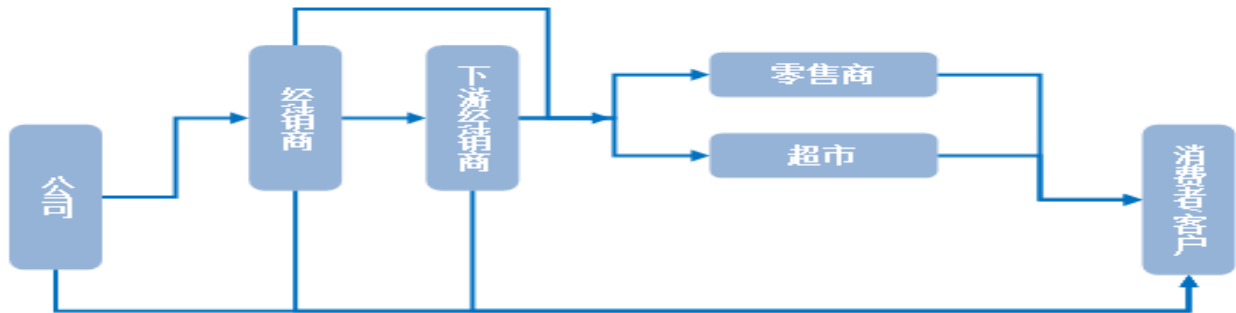 公司
经销商
下游经销商
零售商
超市
消费者、客户